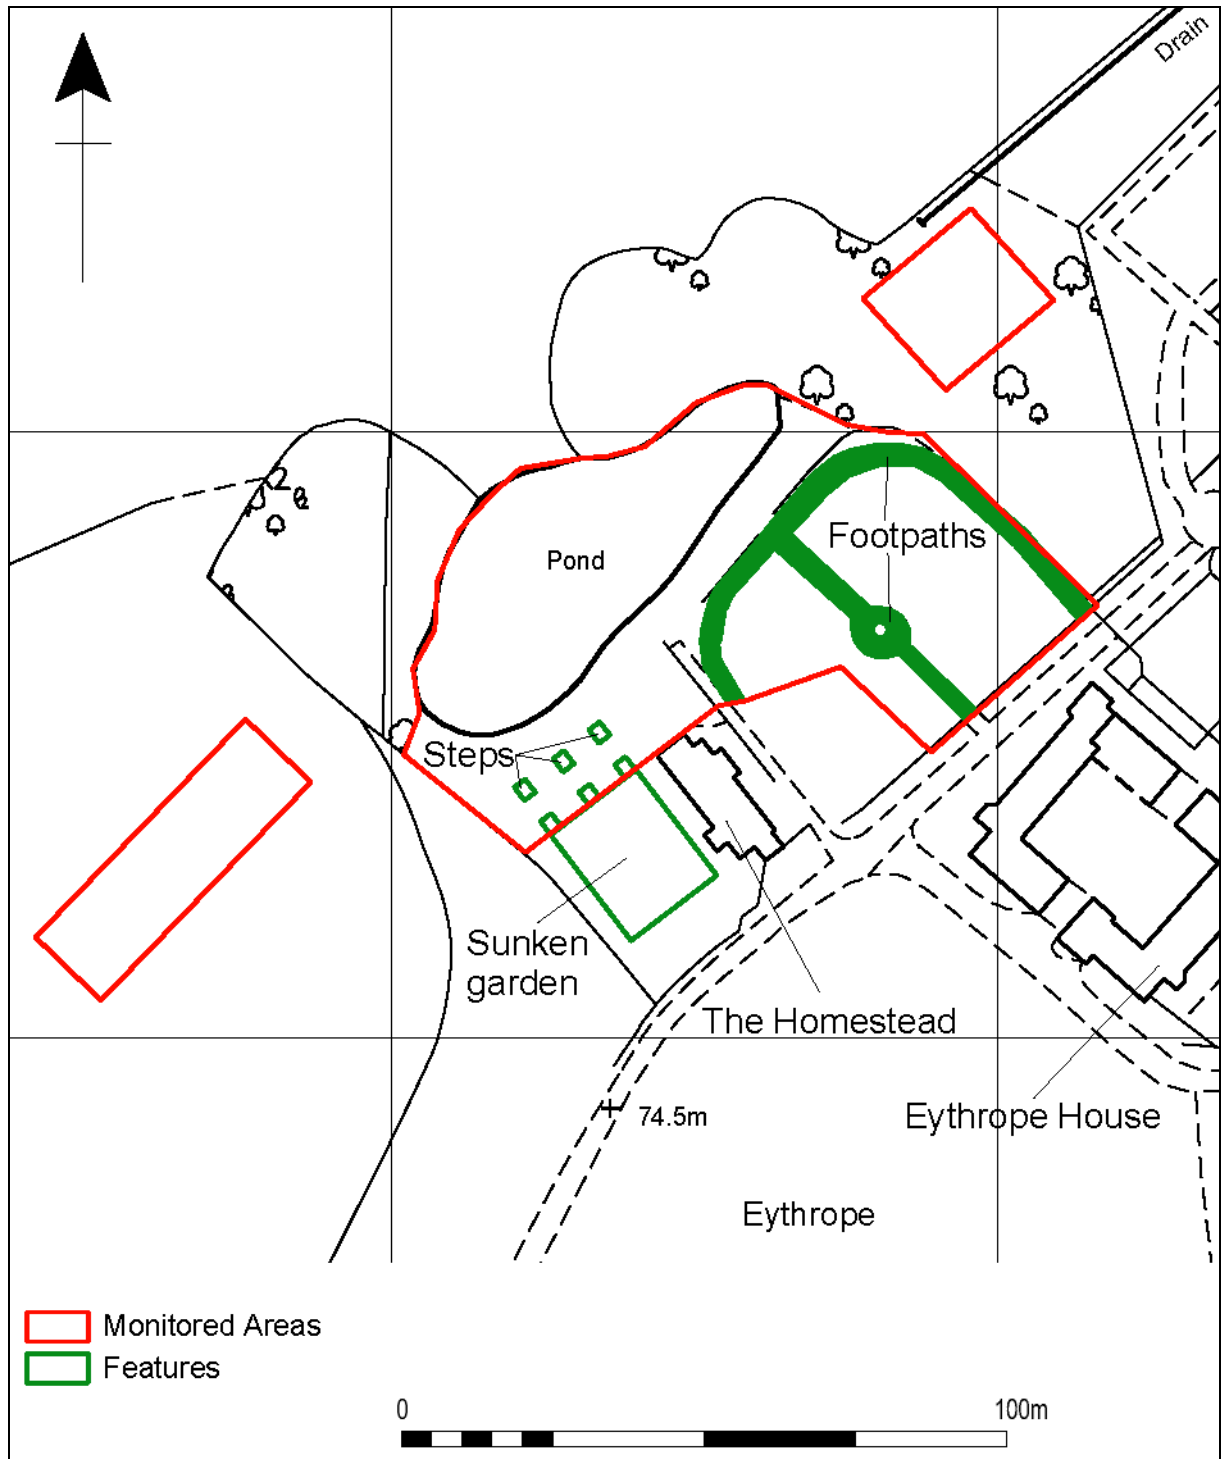 Drain
Footpaths
Pond
Steps
Sunken
garden
The Homestead
Eythrope House
74.5m
Eythrope
Monitored Areas
Features
0 100m